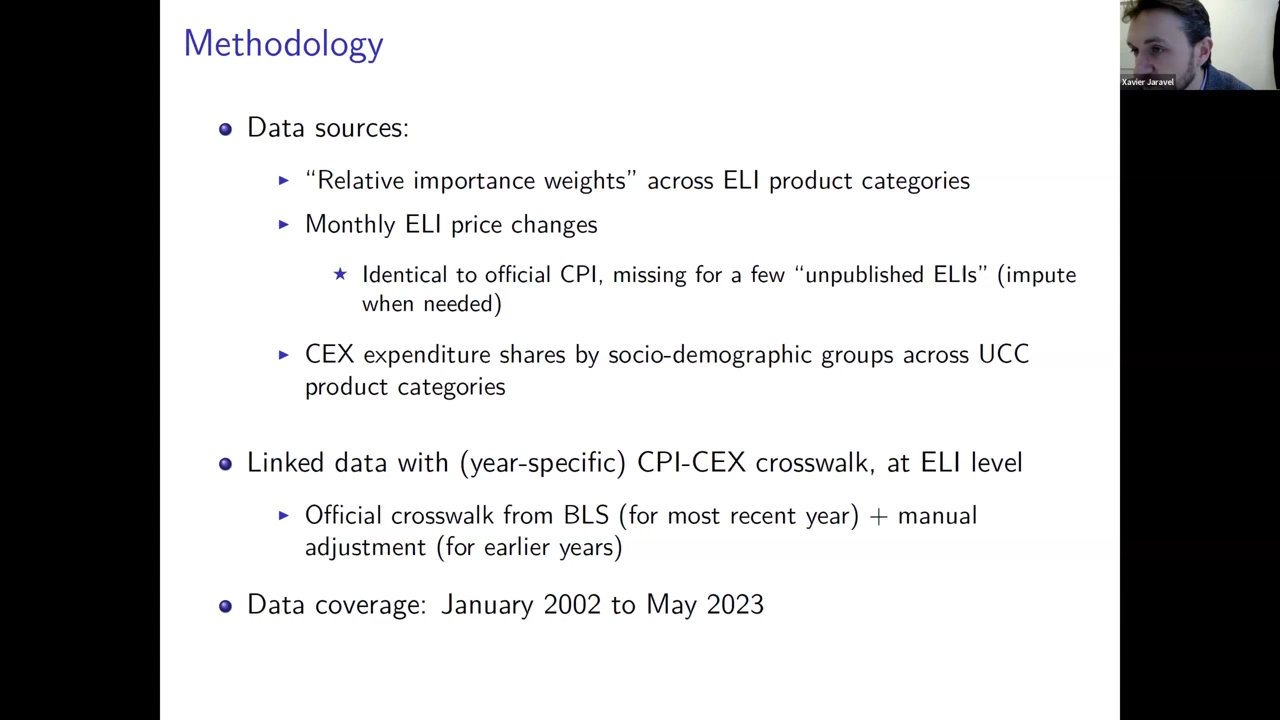 Methodology
Xavier Jaravel
Data sources:
“Relative importance weights” across ELI product categories
Monthly ELI price changes
Identical to official CPI, missing for a few “unpublished ELIs” (impute
when needed)
CEX expenditure shares by socio-demographic groups across UCC
product categories
Linked data with (year-specific) CPI-CEX crosswalk, at ELI level
Official crosswalk from BLS (for most recent year) + manual
adjustment (for earlier years)
Data coverage: January 2002 to May 2023